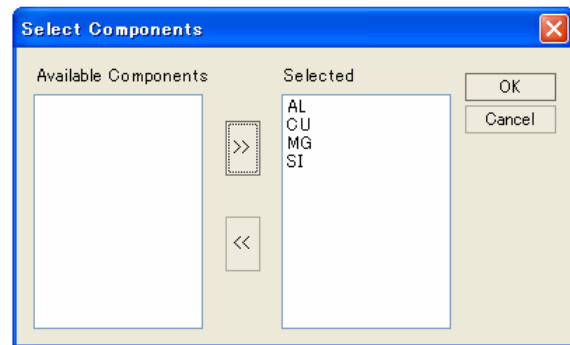 Select Components
Available Components
Selected
OK
Cancel
AL
CU
MG
SI
>>
<<